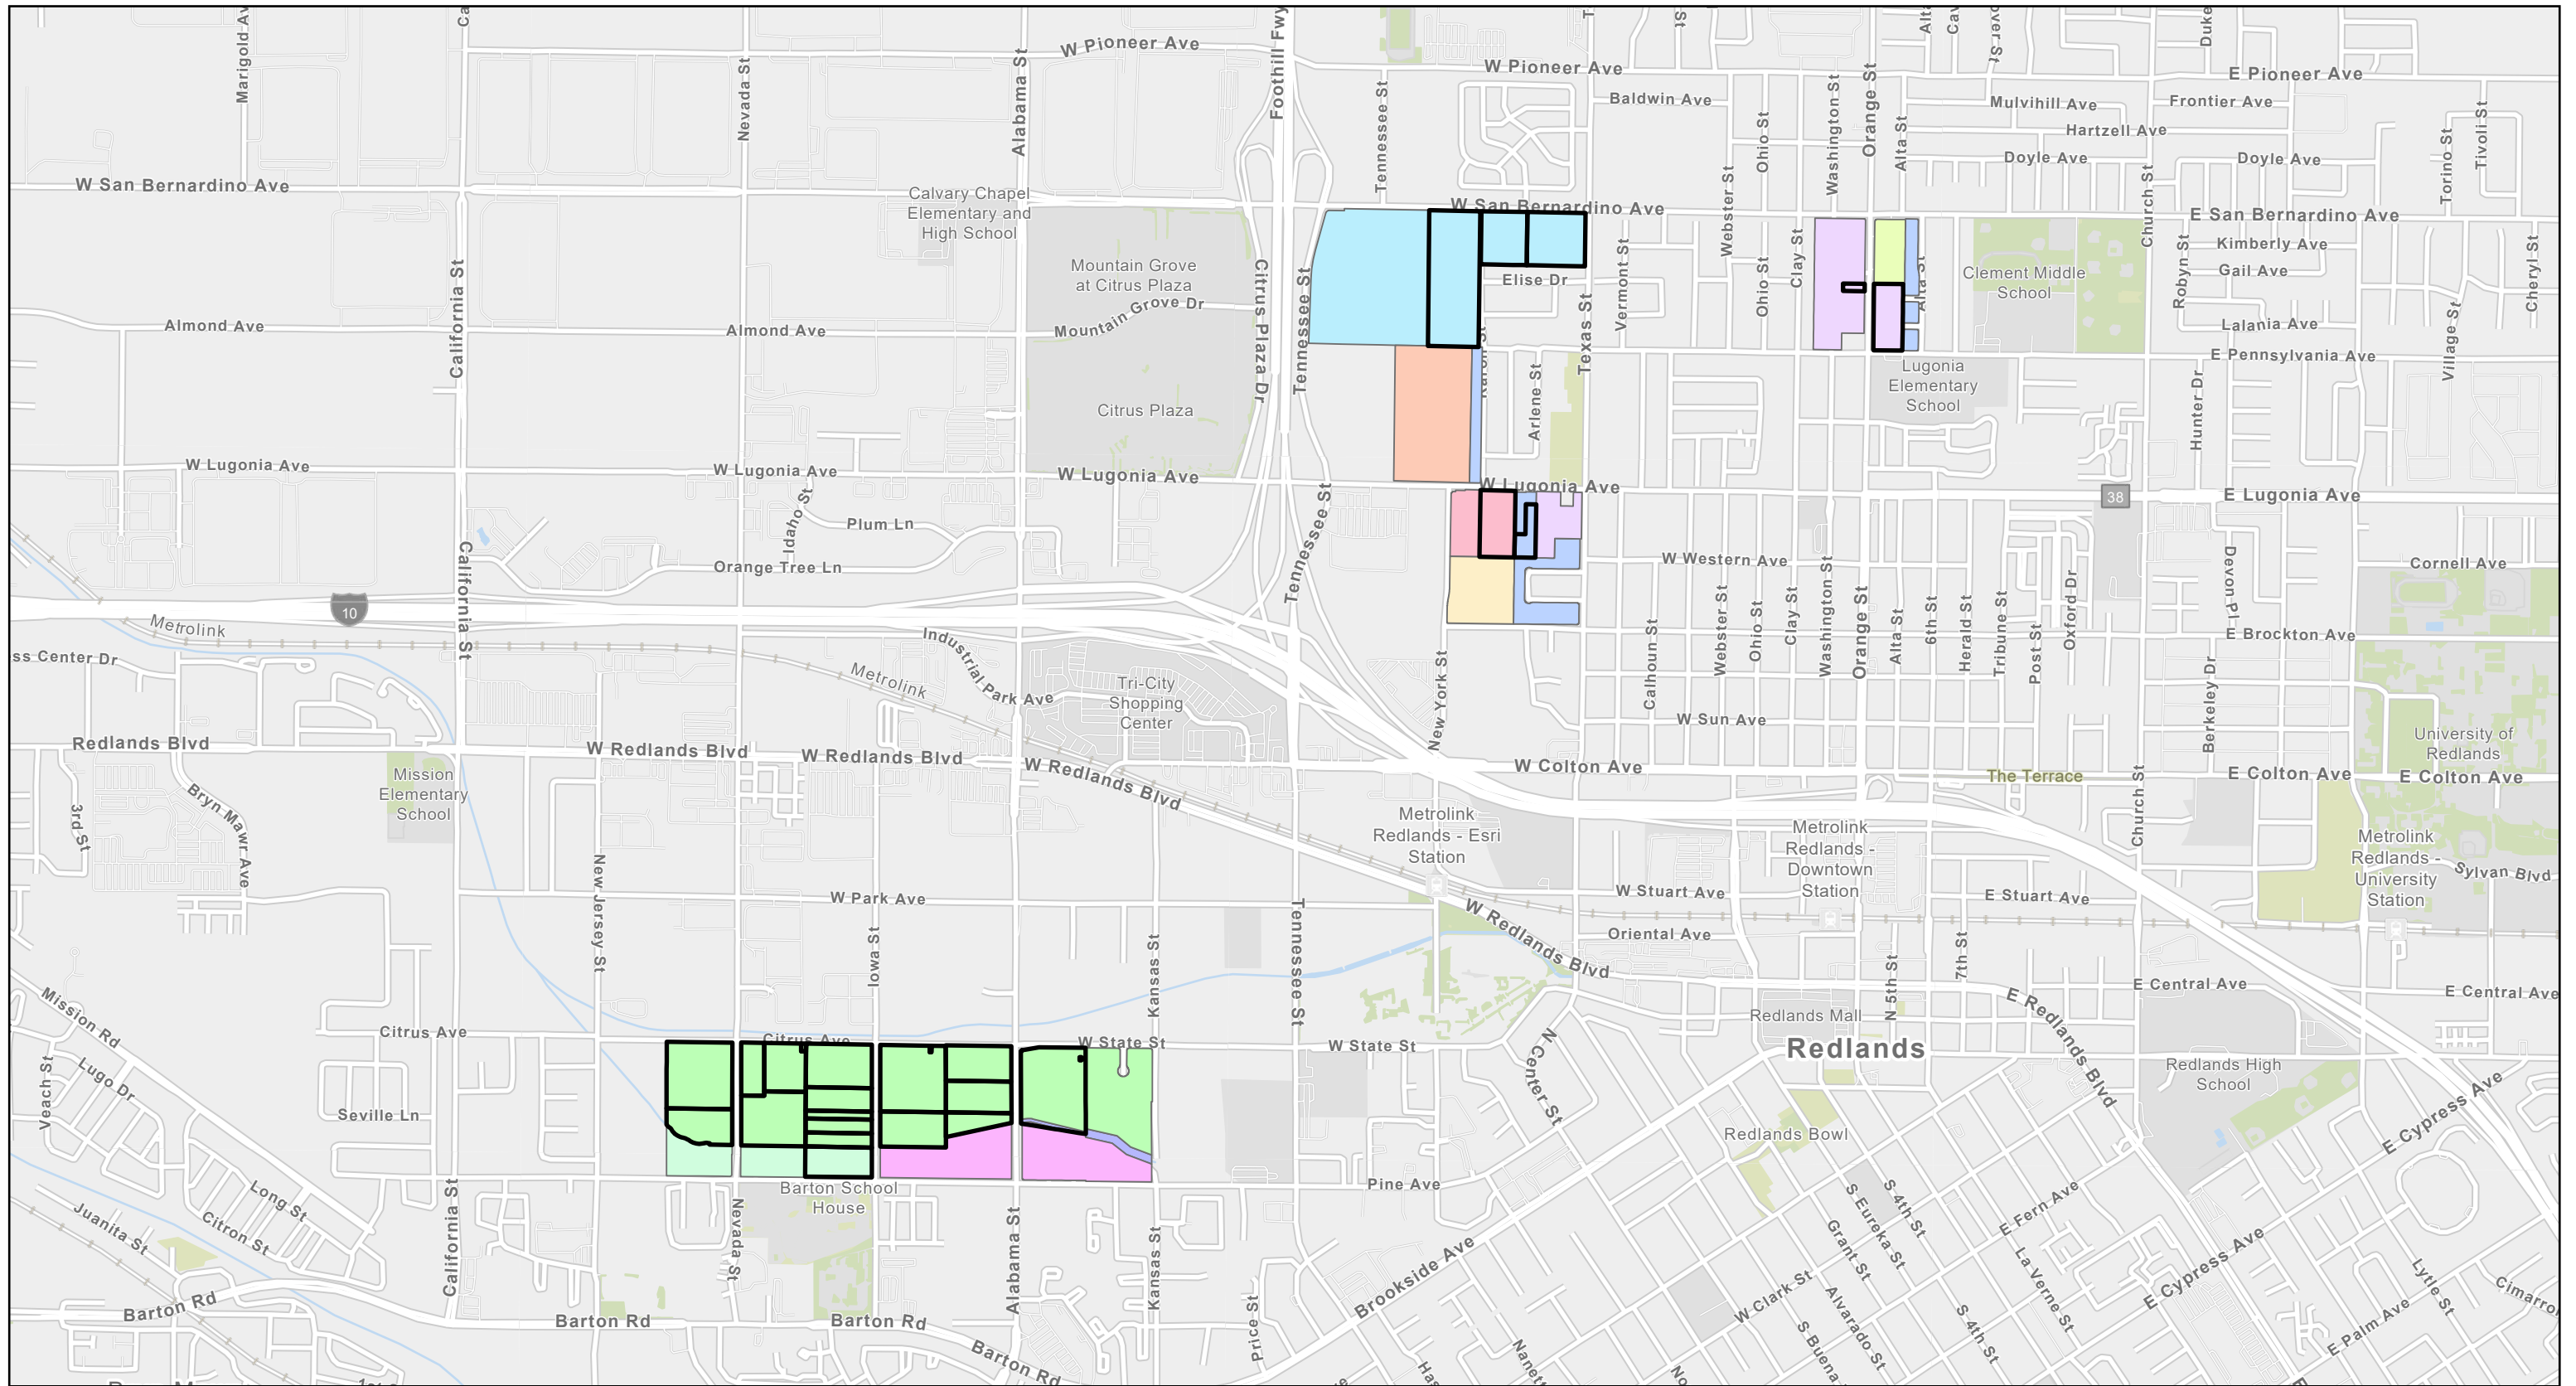 Marigold Av
Ca
Nevada St
Alabama St
W Pioneer Ave
Foothill Fwy
Tennessee St
W Pioneer Ave
Baldwin Ave
St
Ohio St
Washington St
Orange St
Alta St
Alt
Cav
over St
Duke
E Pioneer Ave
Mulvihill Ave
Frontier Ave
Hartzell Ave
Doyle Ave
Doyle Ave
Torino St
Tivoli St
W San Bernardino Ave
Calvary Chapel
Elementary and
High School
W San Bernardino Ave
E San Bernardino Ave
Webster St
Church St
Kimberly Ave
Gail Ave
Robyn St
Cheryl St
Mountain Grove
at Citrus Plaza
Mountain Grove Dr
Citrus Plaza Dr
Tennessee St
Elise Dr
Vermont St
Ohio St
Clay St
Alta St
Clement Middle
School
California St
Almond Ave
Almond Ave
Texas St
Lalania Ave
E Pennsylvania Ave
Village St
Citrus Plaza
Karon St
Arlene St
Lugonia
Elementary
School
Hunter Dr
W Lugonia Ave
W Lugonia Ave
W Lugonia Ave
W Lugonia Ave
38
E Lugonia Ave
Idaho St
Plum Ln
Orange Tree Ln
Tennessee St
W Western Ave
Cornell Ave
Devon Pl
California St
10
Metrolink
Webster St
Ohio St
Clay St
Washington St
Orange St
Alta St
6th St
Herald St
Tribune St
Post St
Oxford Dr
E Brockton Ave
ss Center Dr
Industrial Park Ave
Metrolink
Tri-City
Shopping
Center
New York St
Calhoun St
W Sun Ave
Berkeley Dr
University of
Redlands
Redlands Blvd
W Redlands Blvd
W Redlands Blvd
W Redlands Blvd
W Colton Ave
The Terrace
E Colton Ave
E Colton Ave
Mission
Elementary
School
3rd St
Bryn Mawr Ave
Metrolink
Redlands - Esri
Station
Metrolink
Redlands -
Downtown
Station
Church St
Metrolink
Redlands -
University
Station
Sylvan Blvd
New Jersey St
W Park Ave
Iowa St
Kansas St
Tennessee St
W Stuart Ave
E Stuart Ave
W Redlands Blvd
Oriental Ave
N 5th St
7th St
E Central Ave
E Central Ave
Mission Rd
Citrus Ave
Citrus Ave
W State St
W State St
N Center St
Redlands Mall
Redlands
E Redlands Blvd
Redlands High
School
Veach St
Lugo Dr
Seville Ln
Redlands Bowl
E Cypress Ave
Barton School
House
Pine Ave
Long St
Citron St
Juanita St
California St
Nevada St
Alabama St
Kansas St
Price St
Brookside Ave
S 4th St
S Eureka St
Grant St
E Fern Ave
La Verne St
E Cypress Ave
Lytle St
Cimarro
Barton Rd
Barton Rd
Barton Rd
Barton Rd
W Clark St
Alvarado St
S Buena
S 4th St
E Palm Ave
Has
Nanett
No